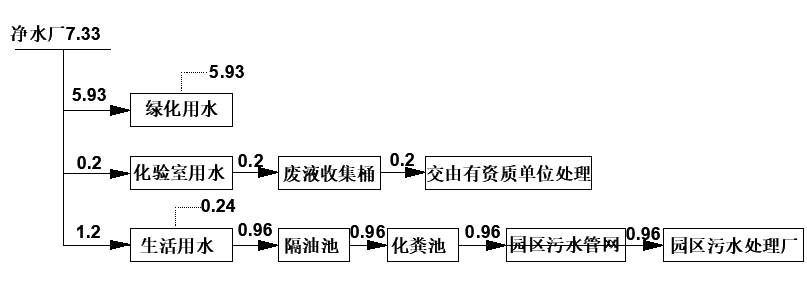 净水厂7.33
5.93
5.93
绿化用水
0.2
化验室用水
0.2
废液收集桶
0.2
交由有资质单位处理
0.24
1.2
生活用水
0.96
隔油池
0.96
化粪池
0.96
园区污水管网
0.96
园区污水处理厂